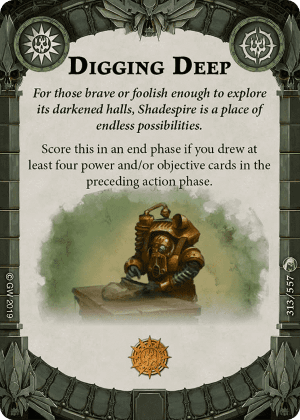 Digging Deep
For those brave or foolish enough to explore
its darkened halls, Shadespire is a place of
endless possibilities.
Score this in an end phase if you drew at
least four power and/or objective cards in the
preceding action phase.
© GW 2019
313/557